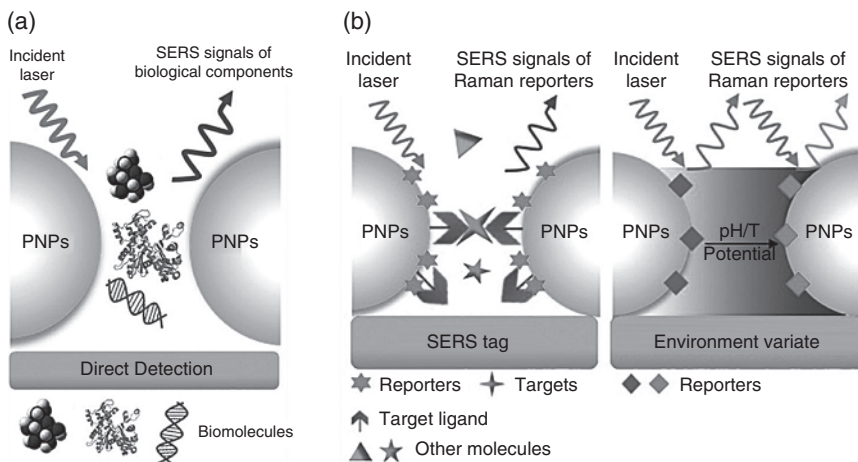 (a)
Incident
laser
SERS signals of
biological components
PNPs
PNPs
Direct Detection
Biomolecules
(b)
Incident
laser
SERS signals of
Raman reporters
PNPs
PNPs
SERS tag
Reporters
Targets
Target ligand
Other molecules
Incident
laser
SERS signals of
Raman reporters
PNPs
pH/T
Potential
PNPs
Environment variate
Reporters